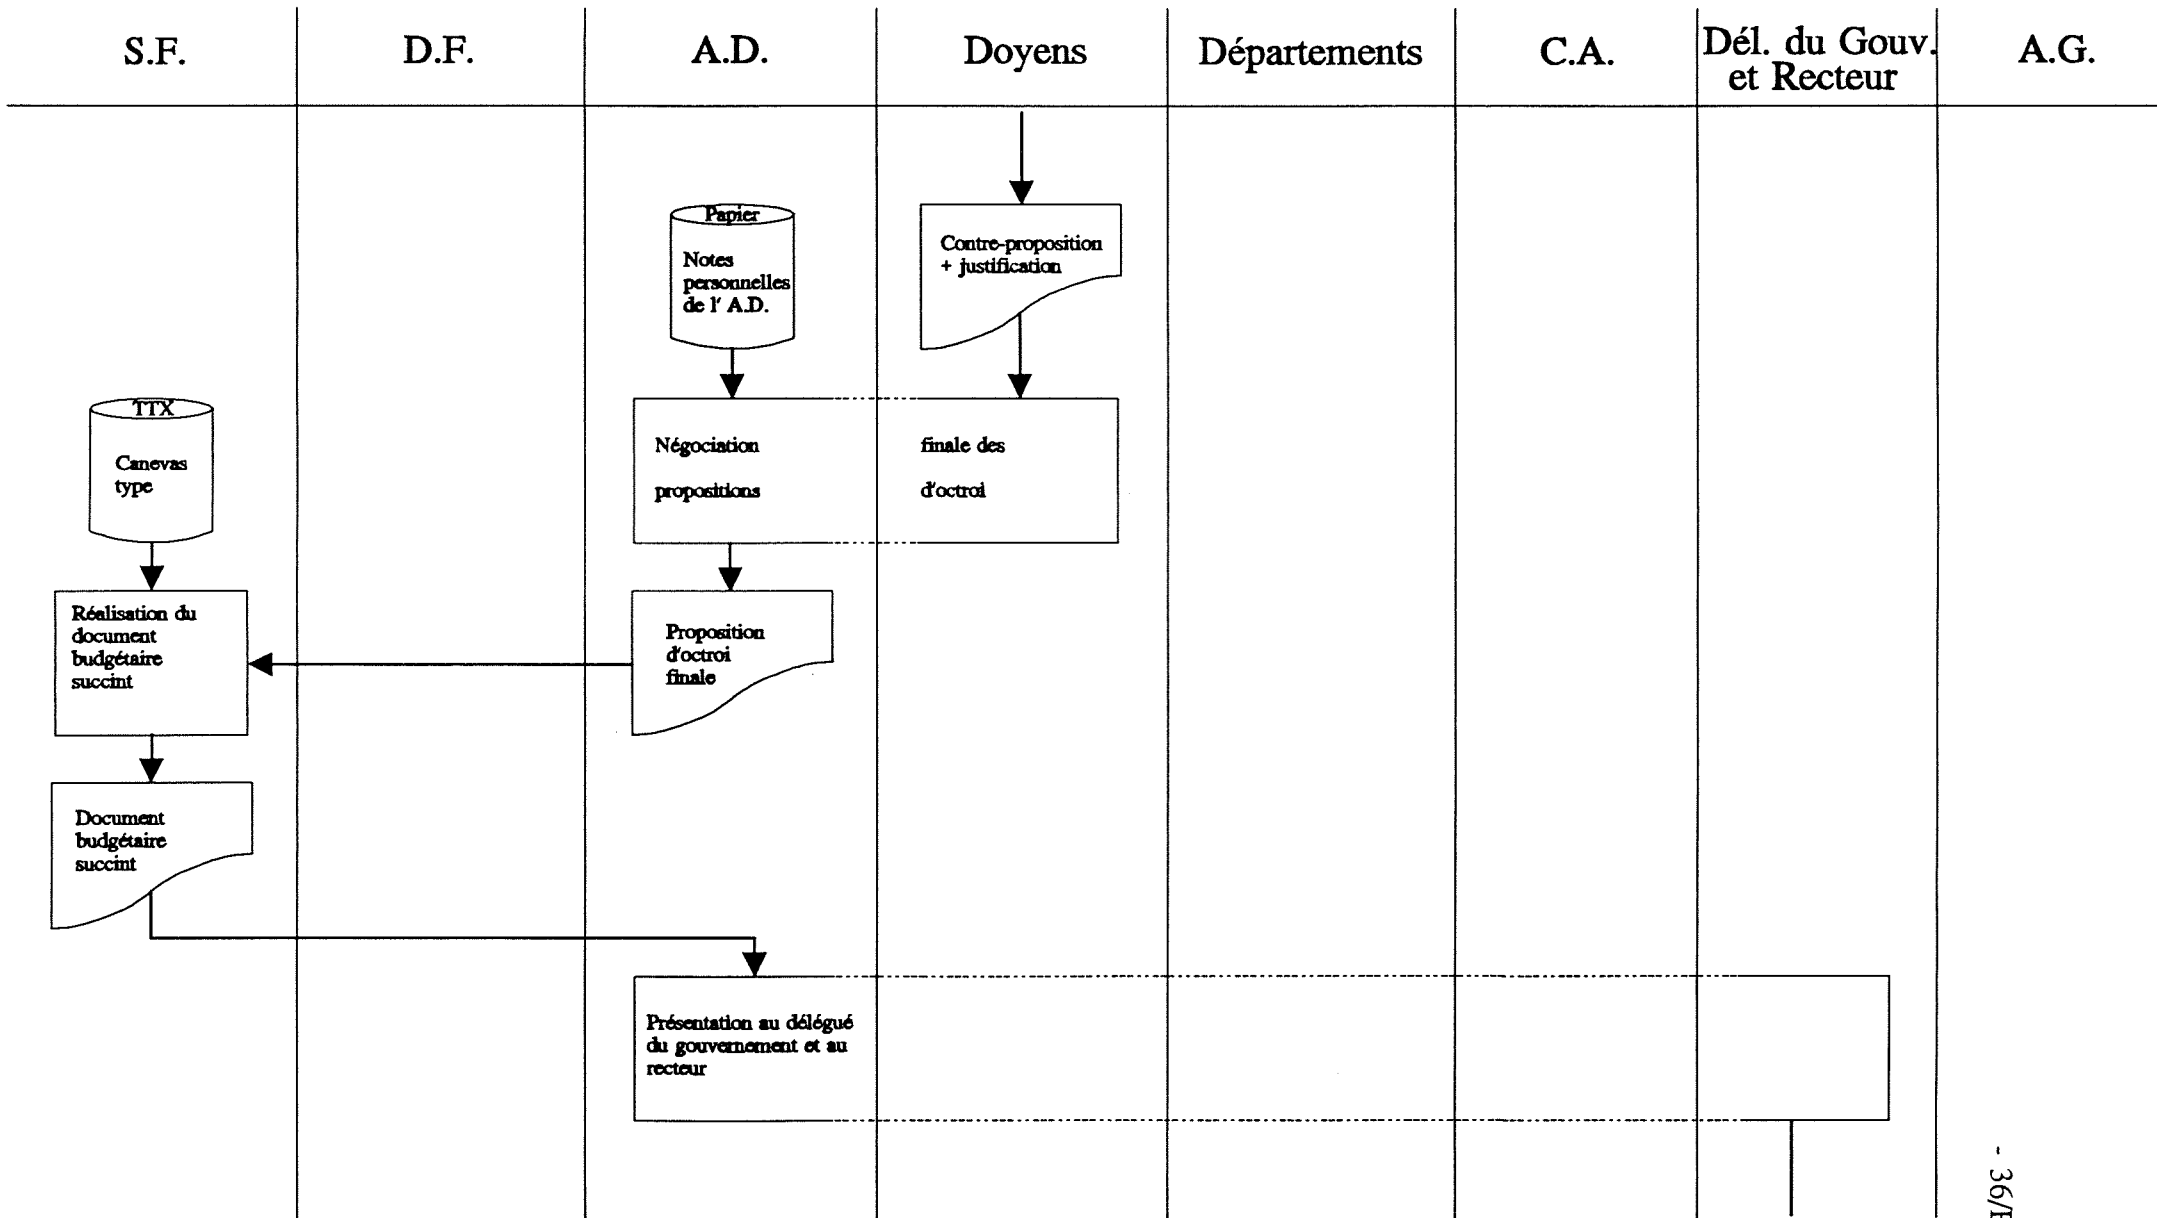 S.F.
D.F.
A.D.
Doyens
Départements
C.A.
Dél. du Gouv.
et Recteur
A.G.
Papier
Notes
personnelles
de l' A.D.
Contre-proposition
+ justification
TTX
Canevas
type
Négociation finale des
propositions d'octroi
Réalisation du
document
budgétaire
succint
Proposition
d'octroi
finale
Document
budgétaire
succint
Présentation au délégué
du gouvernement et au
recteur
- 36/